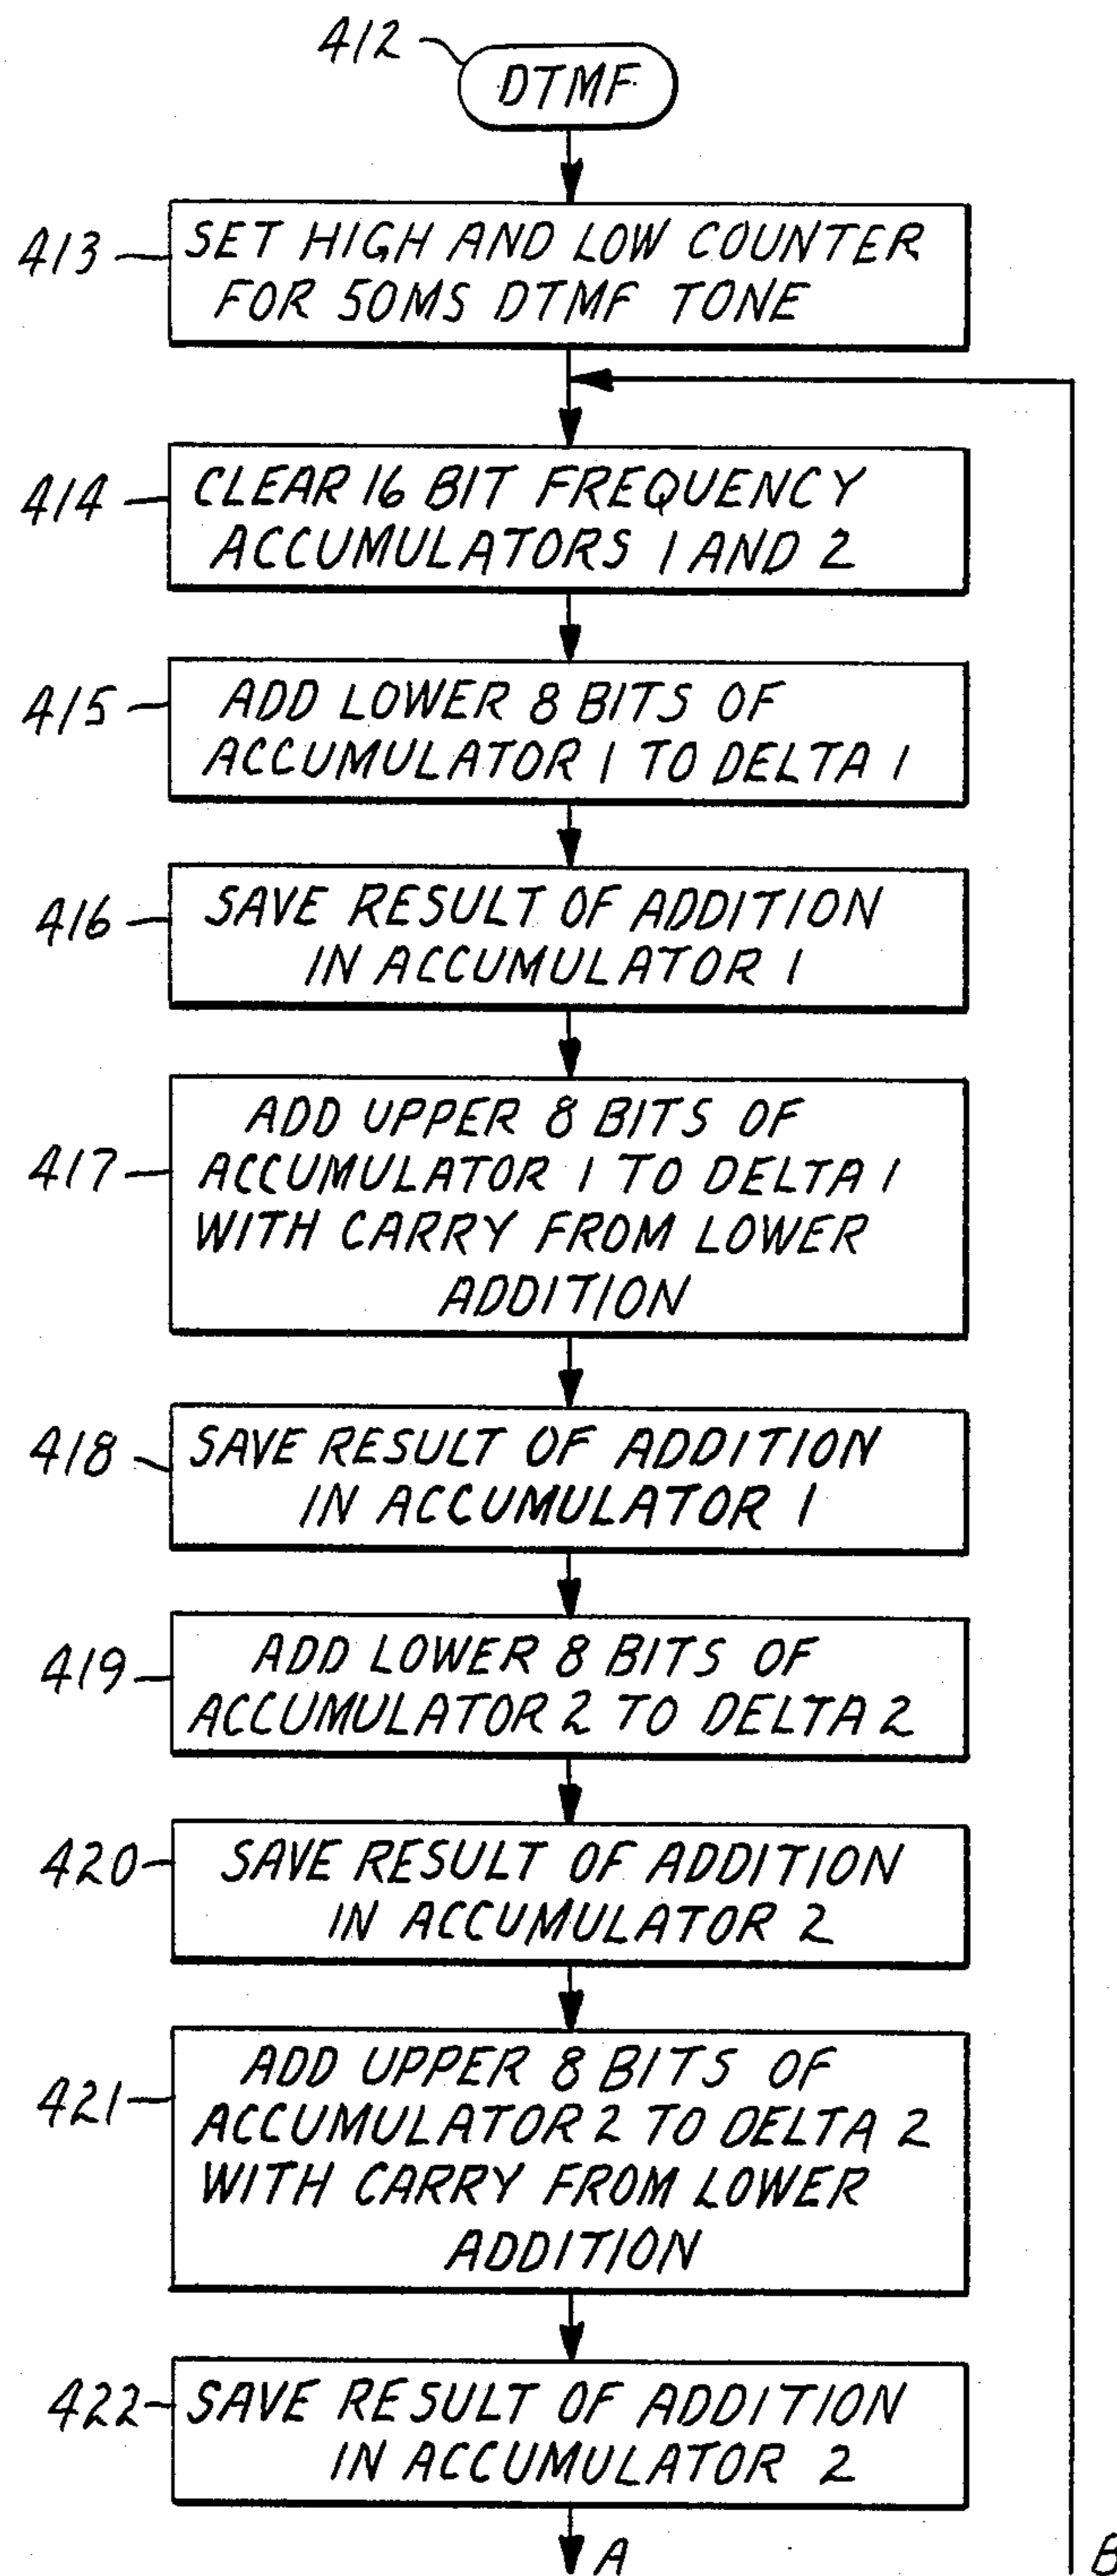 412
DTMF
413
SET HIGH AND LOW COUNTER
FOR 50MS DTMF TONE
414
CLEAR 16 BIT FREQUENCY
ACCUMULATORS 1 AND 2
415
ADD LOWER 8 BITS OF
ACCUMULATOR 1 TO DELTA 1
416
SAVE RESULT OF ADDITION
IN ACCUMULATOR 1
417
ADD UPPER 8 BITS OF
ACCUMULATOR 1 TO DELTA 1
WITH CARRY FROM LOWER
ADDITION
418
SAVE RESULT OF ADDITION
IN ACCUMULATOR 1
419
ADD LOWER 8 BITS OF
ACCUMULATOR 2 TO DELTA 2
420
SAVE RESULT OF ADDITION
IN ACCUMULATOR 2
421
ADD UPPER 8 BITS OF
ACCUMULATOR 2 TO DELTA 2
WITH CARRY FROM LOWER
ADDITION
422
SAVE RESULT OF ADDITION
IN ACCUMULATOR 2
A
B